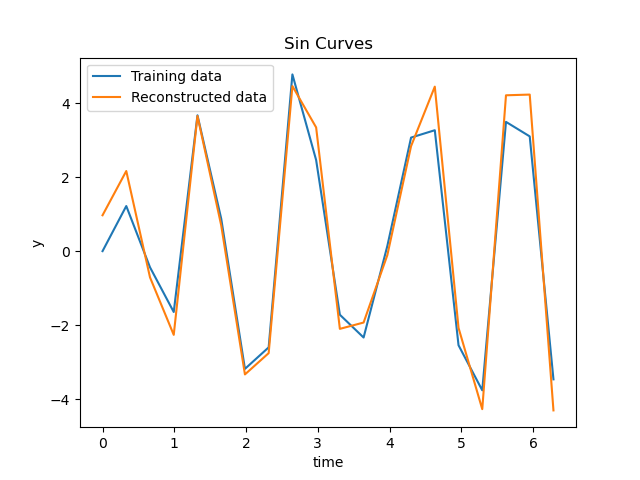 Sin Curves
Training data
Reconstructed data
y
4
2
0
−2
−4
0 1 2 3 4 5 6
time